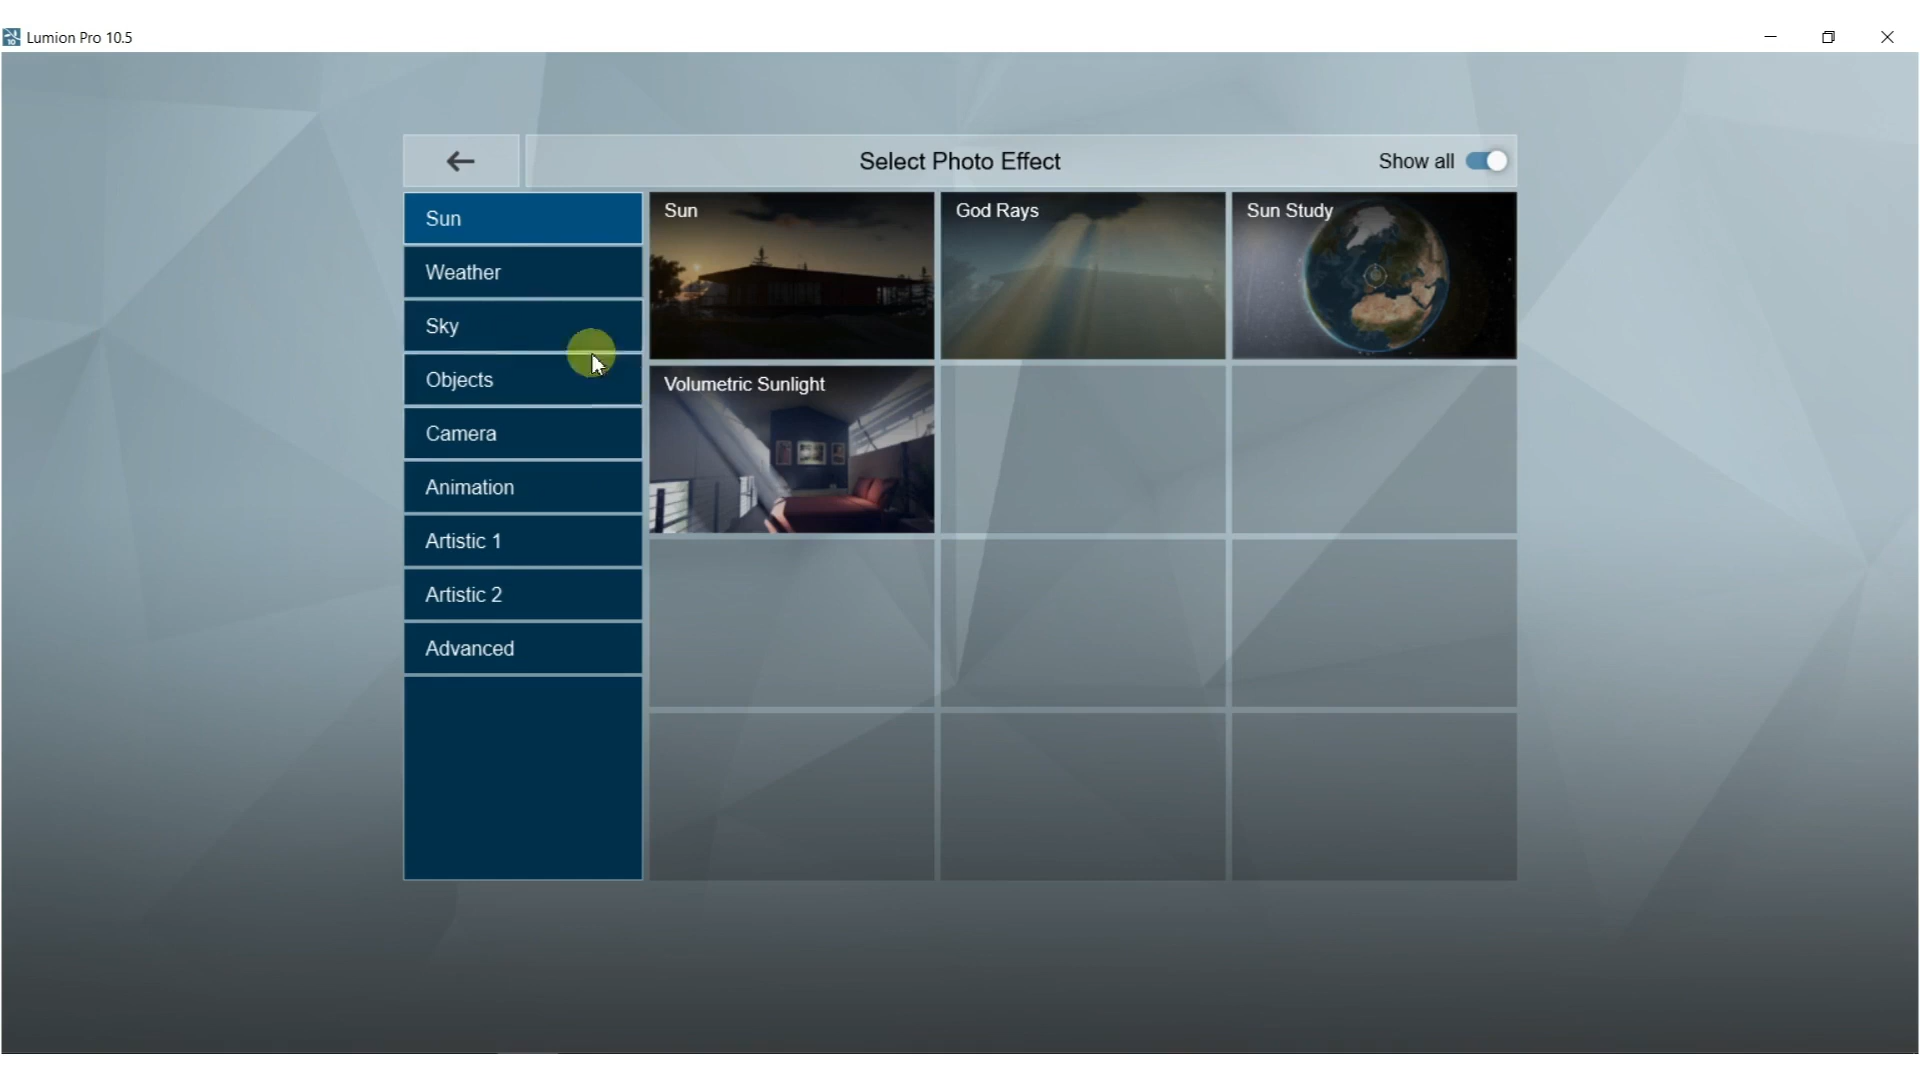 Lumion Pro 10.5
Select Photo Effect
Show all
Sun
Weather
Sky
Objects
Camera
Animation
Artistic 1
Artistic 2
Advanced
Sun
God Rays
Sun Study
Volumetric Sunlight